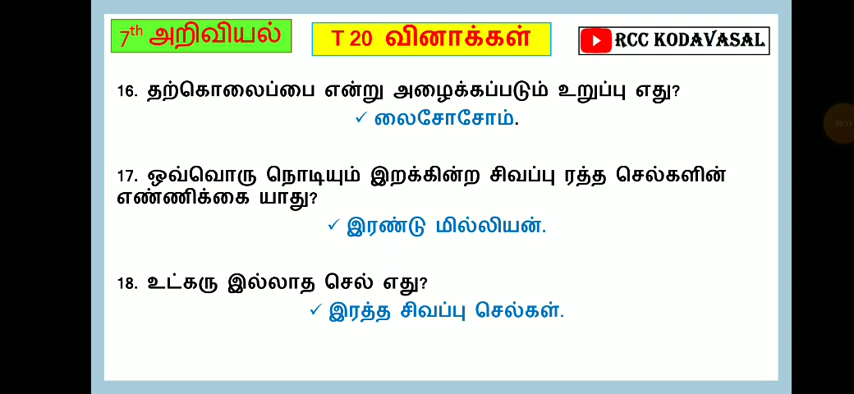 7th அறிவியல்
T 20 வினாக்கள்
RCC KODAVASAL
16. தற்கொலைப்பை என்று அழைக்கப்படும் உறுப்பு எது?
✓ லைசோசோம்.
17. ஒவ்வொரு நொடியும் இறக்கின்ற சிவப்பு ரத்த செல்களின்
எண்ணிக்கை யாது?
✓ இரண்டு மில்லியன்.
18. உட்கரு இல்லாத செல் எது?
✓ இரத்த சிவப்பு செல்கள்.